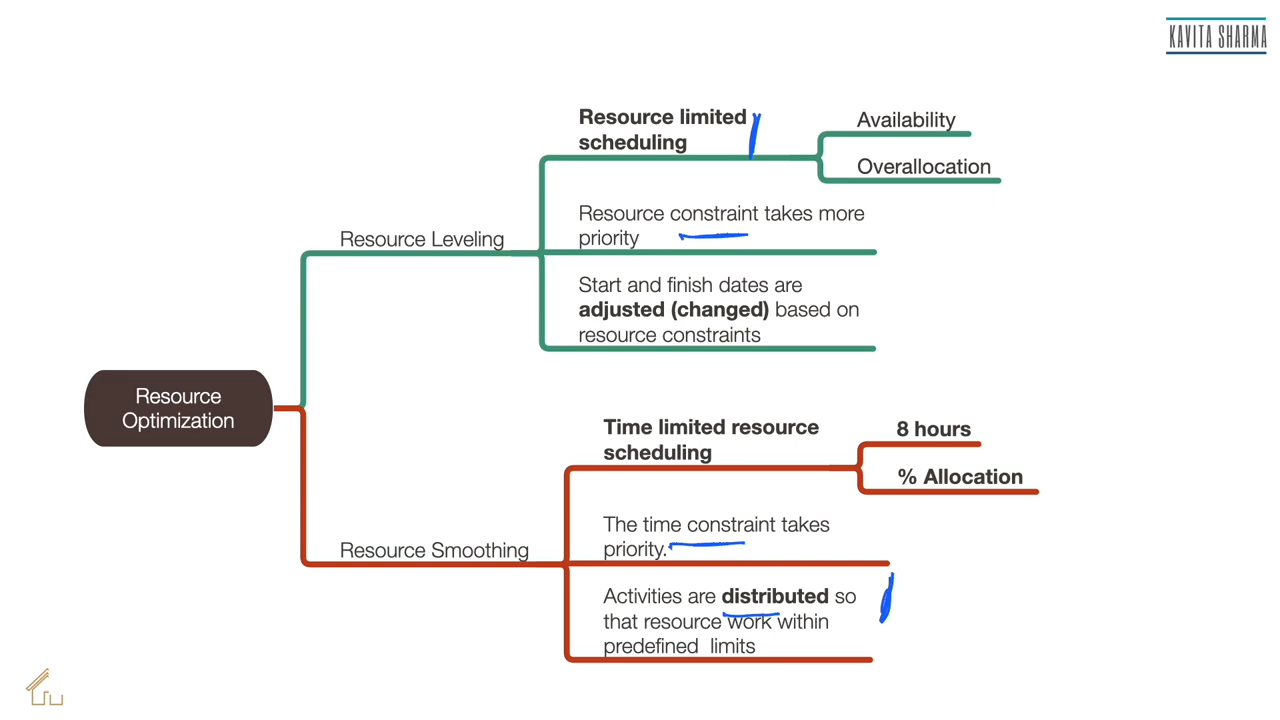 KAVITA SHARMA
Resource Optimization
Resource Leveling
Resource limited
scheduling
Availability
Overallocation
Resource constraint takes more
priority
Start and finish dates are
adjusted (changed) based on
resource constraints
Resource Smoothing
Time limited resource
scheduling
8 hours
% Allocation
The time constraint takes
priority.
Activities are distributed so
that resource work within
predefined limits